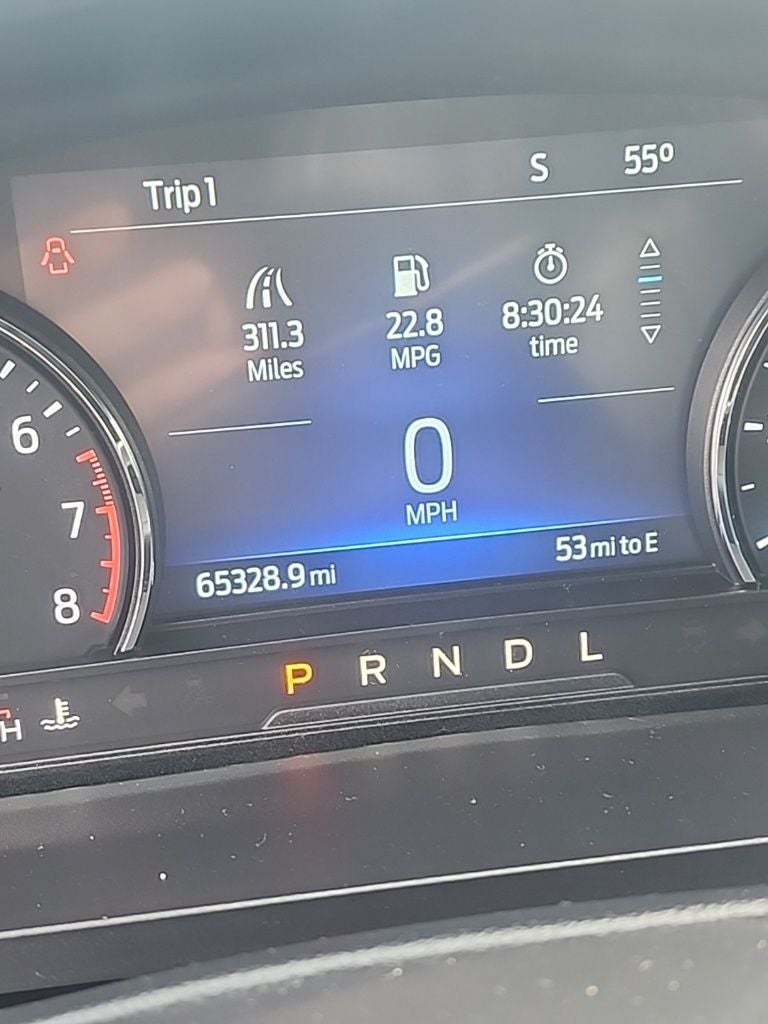 Trip 1 S 55º
311.3 22.8 8:30:24
Miles MPG time
0
MPH
65328.9 mi 53 mi to E
6
7
8
P R N D L
H